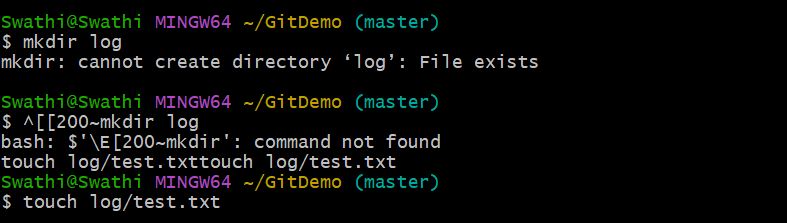 Swathi@Swathi MINGW64 ~/GitDemo (master)
$ mkdir log
mkdir: cannot create directory ‘log’: File exists
Swathi@Swathi MINGW64 ~/GitDemo (master)
$ ^[[200~mkdir log
bash: $'\E[200~mkdir': command not found
touch log/test.txttouch log/test.txt
Swathi@Swathi MINGW64 ~/GitDemo (master)
$ touch log/test.txt